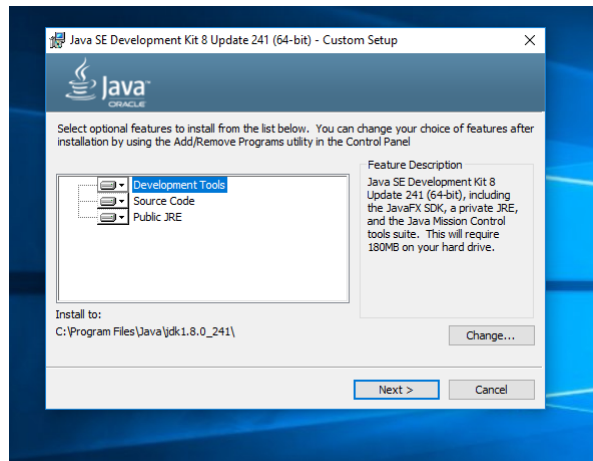 Java SE Development Kit 8 Update 241 (64-bit) - Custom Setup
Java
ORACLE
Select optional features to install from the list below. You can change your choice of features after
installation by using the Add/Remove Programs utility in the Control Panel
Development Tools
Source Code
Public JRE
Feature Description
Java SE Development Kit 8
Update 241 (64-bit), including
the JavaFX SDK, a private JRE,
and the Java Mission Control
tools suite. This will require
180MB on your hard drive.
Install to:
C:\Program Files\Java\jdk1.8.0_241\
Change...
Next >
Cancel